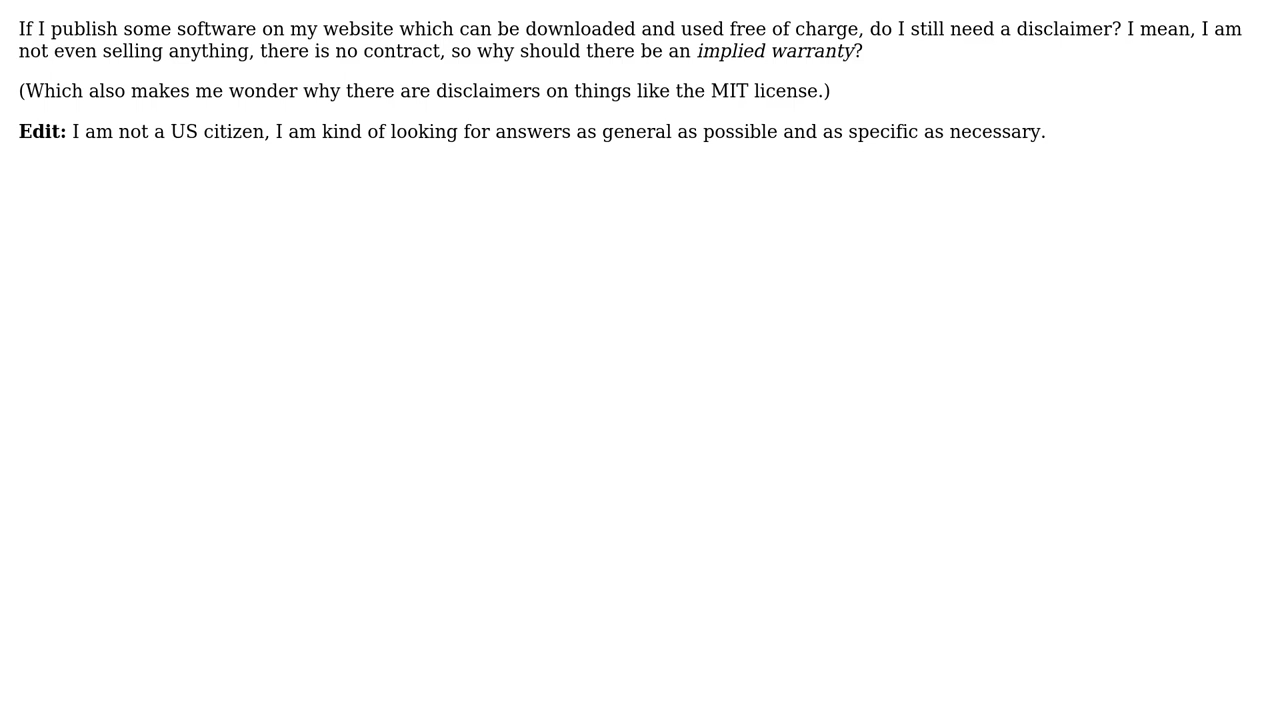 If I publish some software on my website which can be downloaded and used free of charge, do I still need a disclaimer? I mean, I am
not even selling anything, there is no contract, so why should there be an implied warranty?
(Which also makes me wonder why there are disclaimers on things like the MIT license.)
Edit: I am not a US citizen, I am kind of looking for answers as general as possible and as specific as necessary.